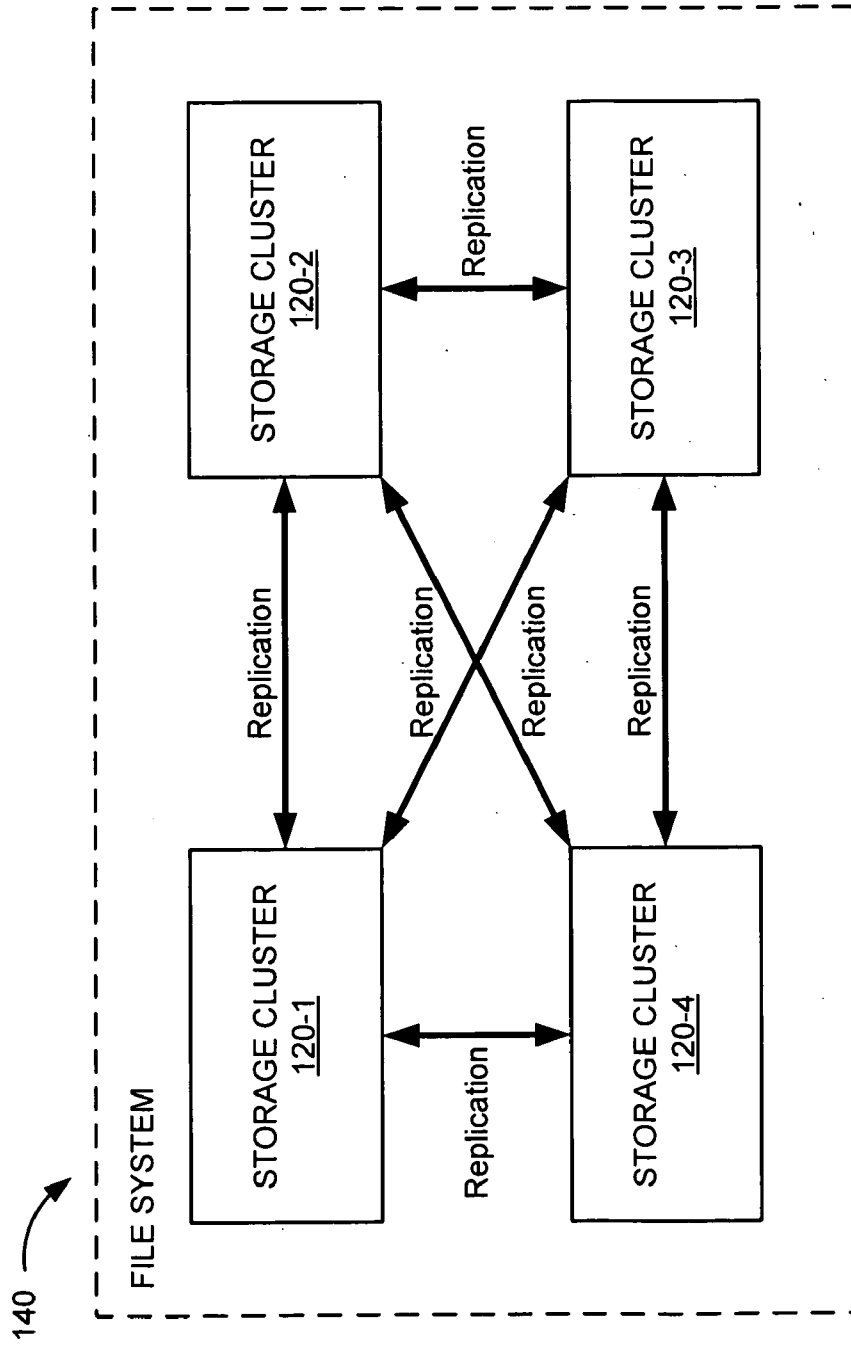 140
FILE SYSTEM
STORAGE CLUSTER
120-1
Replication
STORAGE CLUSTER
120-2
Replication
Replication
Replication
Replication
STORAGE CLUSTER
120-4
Replication
STORAGE CLUSTER
120-3